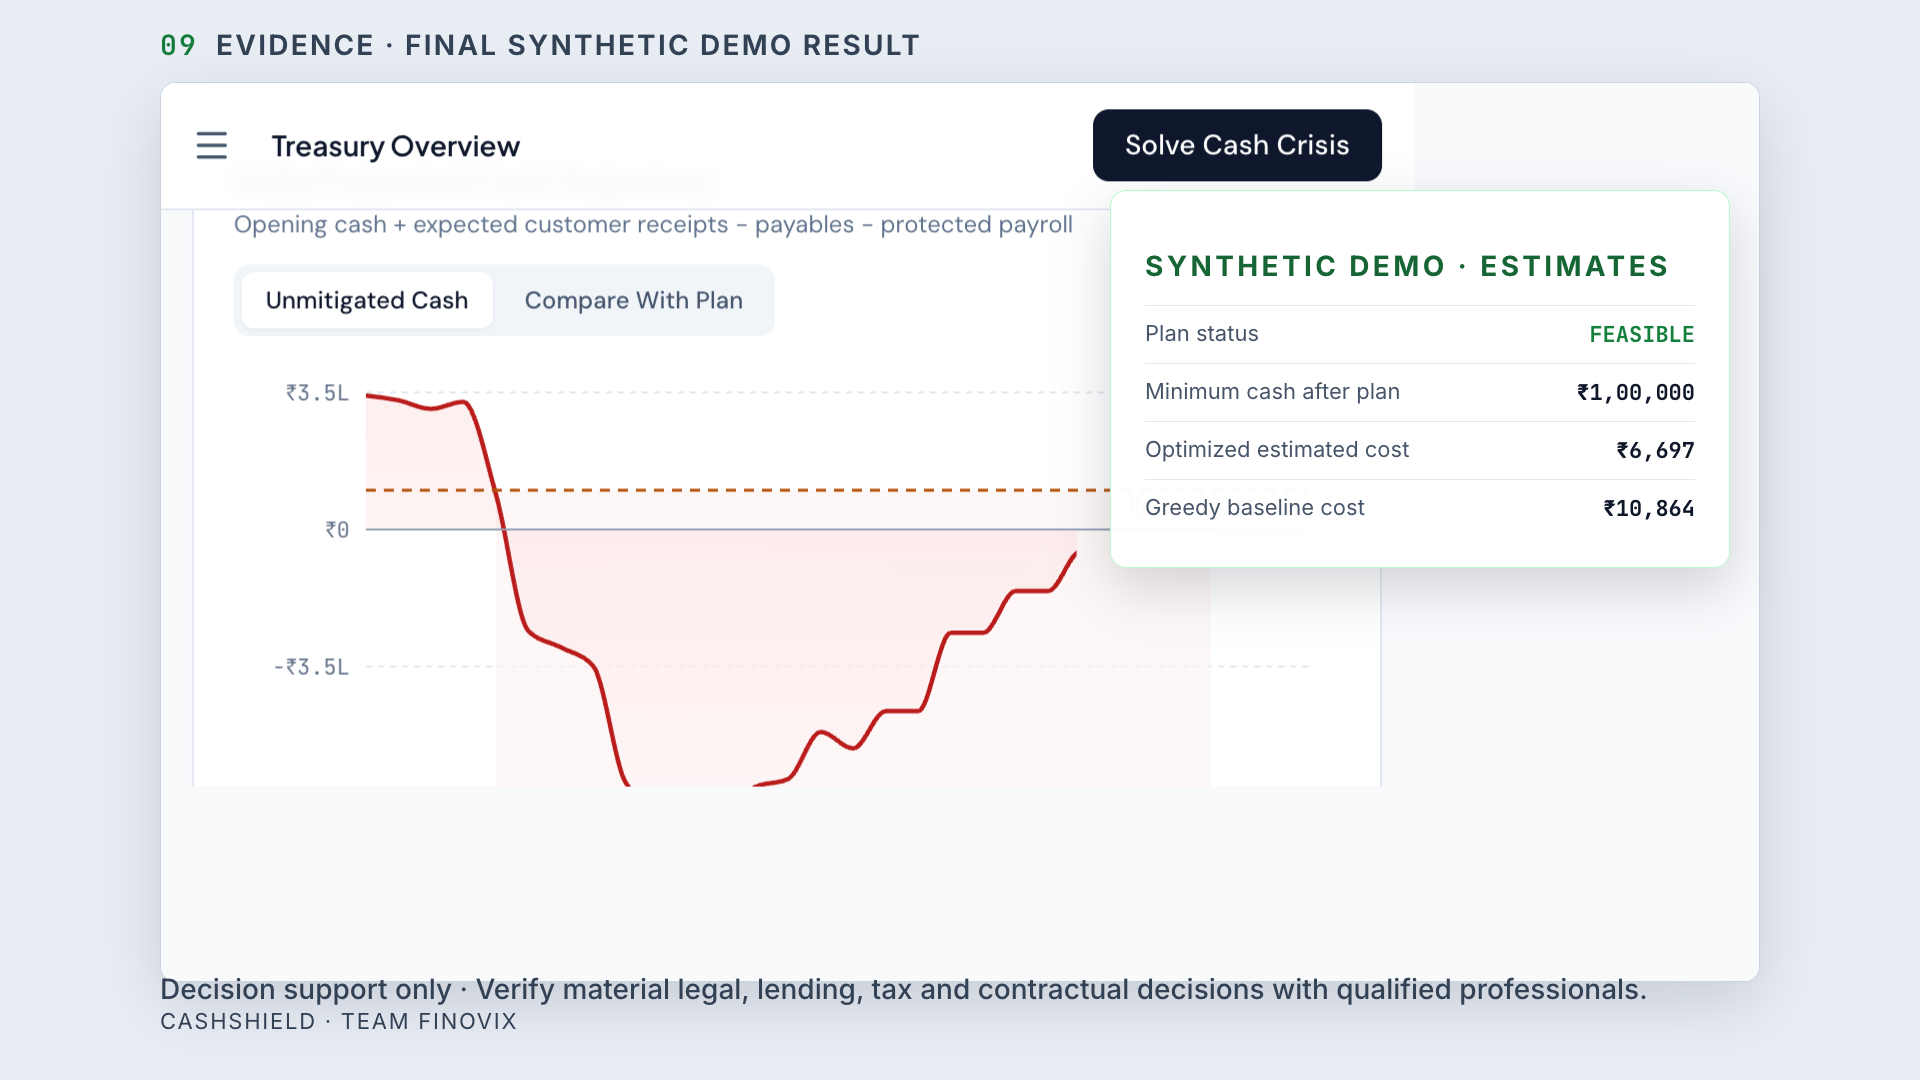 09 EVIDENCE · FINAL SYNTHETIC DEMO RESULT
Treasury Overview
Solve Cash Crisis
Opening cash + expected customer receipts − payables − protected payroll
Unmitigated Cash
Compare With Plan
₹3.5L
₹0
-₹3.5L
SYNTHETIC DEMO · ESTIMATES
Plan status FEASIBLE
Minimum cash after plan ₹1,00,000
Optimized estimated cost ₹6,697
Greedy baseline cost ₹10,864
Decision support only · Verify material legal, lending, tax and contractual decisions with qualified professionals.
CASHSHIELD · TEAM FINOVIX